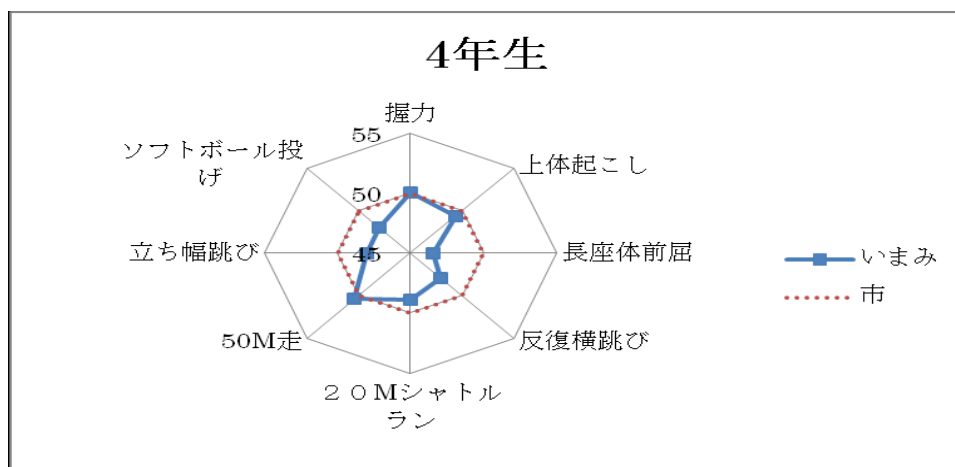 4年生
握力
55
上体起こし
ソフトボール投
げ
50
立ち幅跳び
45
長座体前屈
いまみ
市
50M走
反復横跳び
２０Mシャトル
ラン